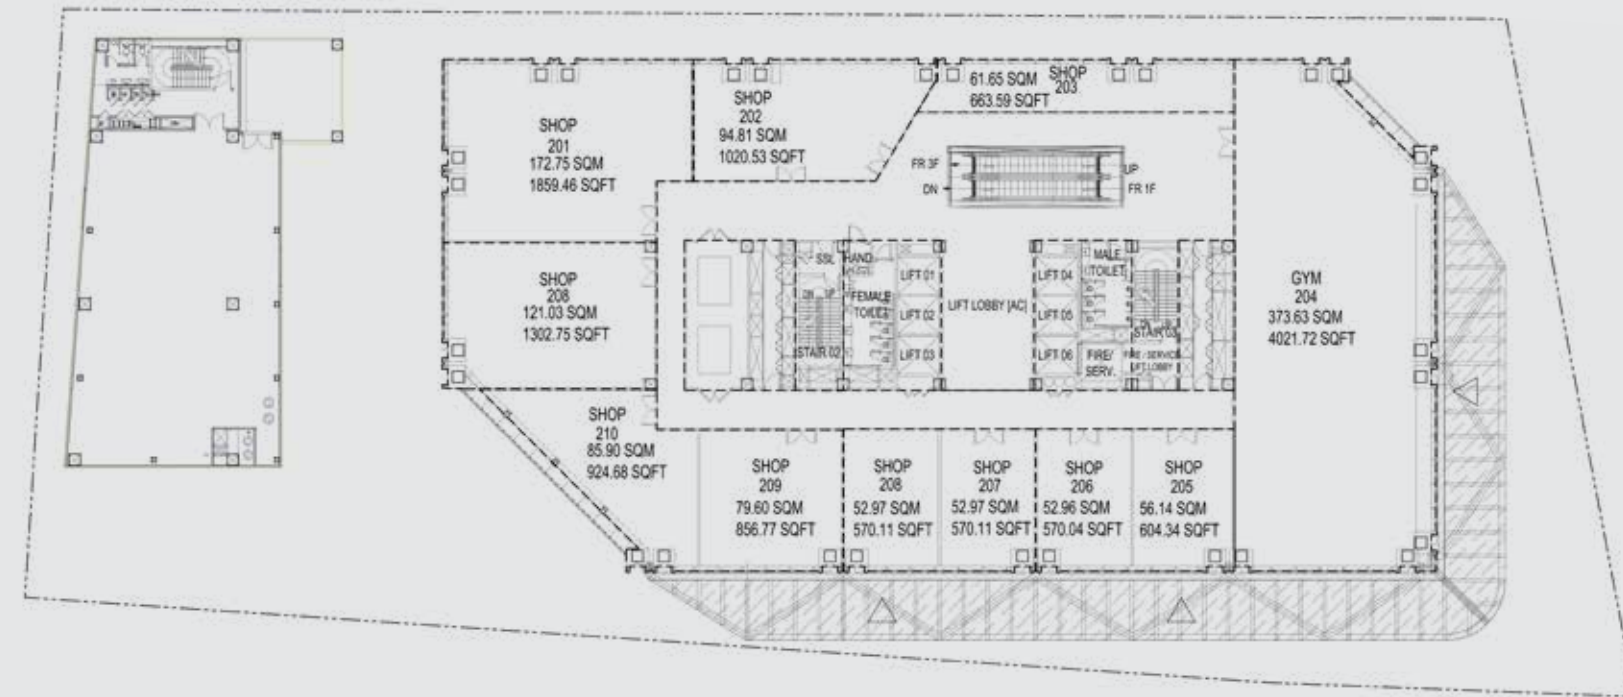 SHOP
201
172.75 SQM
1859.46 SQFT
SHOP
202
94.81 SQM
1020.53 SQFT
SHOP
203
61.65 SQM
663.59 SQFT
FR 3F
DN
UP
FR 1F
SHOP
208
121.03 SQM
1302.75 SQFT
SSL
HAND
DN
UP
STAIR 02
FEMALE
TOILET
LIFT 01
LIFT 02
LIFT 03
LIFT LOBBY [AC]
LIFT 04
LIFT 05
LIFT 06
MALE
TOILET
FIRE/
SERV.
STAIR 03
FIRE / SERVICE
LIFT LOBBY
GYM
204
373.63 SQM
4021.72 SQFT
SHOP
210
85.90 SQM
924.68 SQFT
SHOP
209
79.60 SQM
856.77 SQFT
SHOP
208
52.97 SQM
570.11 SQFT
SHOP
207
52.97 SQM
570.11 SQFT
SHOP
206
52.96 SQM
570.04 SQFT
SHOP
205
56.14 SQM
604.34 SQFT